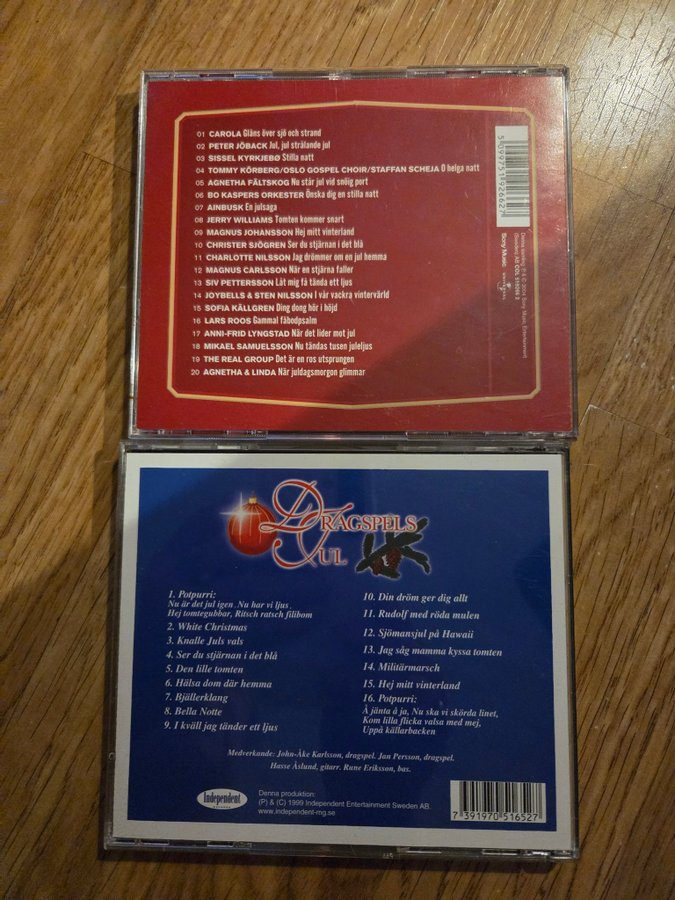 01 CAROLA Gläns över sjö och strand
02 PETER JÖBACK Jul, jul strålande jul
03 SISSEL KYRKJEBØ Stilla natt
04 TOMMY KÖRBERG/OSLO GOSPEL CHOIR/STAFFAN SCHEJA O helga natt
05 AGNETHA FÄLTSKOG Nu står jul vid snöig port
06 BO KASPERS ORKESTER Önska dig en stilla natt
07 AINBUSK En julsaga
08 JERRY WILLIAMS Tomten kommer snart
09 MAGNUS JOHANSSON Hej mitt vinterland
10 CHRISTER SJÖGREN Ser du stjärnan i det blå
11 CHARLOTTE NILSSON Jag drömmer om en jul hemma
12 MAGNUS CARLSSON När en stjärna faller
13 SIV PETTERSSON Låt mig få tända ett ljus
14 JOYBELLS & STEN NILSSON I vår vackra vintervärld
15 SOFIA KÄLLGREN Ding dong hör i höjd
16 LARS ROOS Gammal fäbodpsalm
17 ANNI-FRID LYNGSTAD När det lider mot jul
18 MIKAEL SAMUELSSON Nu tändas tusen juleljus
19 THE REAL GROUP Det är en ros utsprungen
20 AGNETHA & LINDA När juldagsmorgon glimmar
5 099751 926627
Sony Music
UNIVERSAL
Denna samling P & © 2004 Sony Music Entertainment
DRAGSPELS
JUL
1. Potpurri:
Nu är det jul igen, Nu har vi ljus,
Hej tomtegubbar, Ritsch ratsch filibom
2. White Christmas
3. Knalle Juls vals
4. Ser du stjärnan i det blå
5. Den lille tomten
6. Hälsa dom där hemma
7. Bjällerklang
8. Bella Notte
9. I kväll jag tänder ett ljus
10. Din dröm ger dig allt
11. Rudolf med röda mulen
12. Sjömansjul på Hawaii
13. Jag såg mamma kyssa tomten
14. Militärmarsch
15. Hej mitt vinterland
16. Potpurri:
Å jänta å ja, Nu ska vi skörda linet,
Kom lilla flicka valsa med mej,
Uppå källarbacken
Medverkande: John-Åke Karlsson, dragspel. Jan Persson, dragspel.
Hasse Åslund, gitarr. Rune Eriksson, bas.
Independent
Denna produktion:
(P) & (C) 1999 Independent Entertainment Sweden AB.
www.independent-mg.se
7 391970 516527